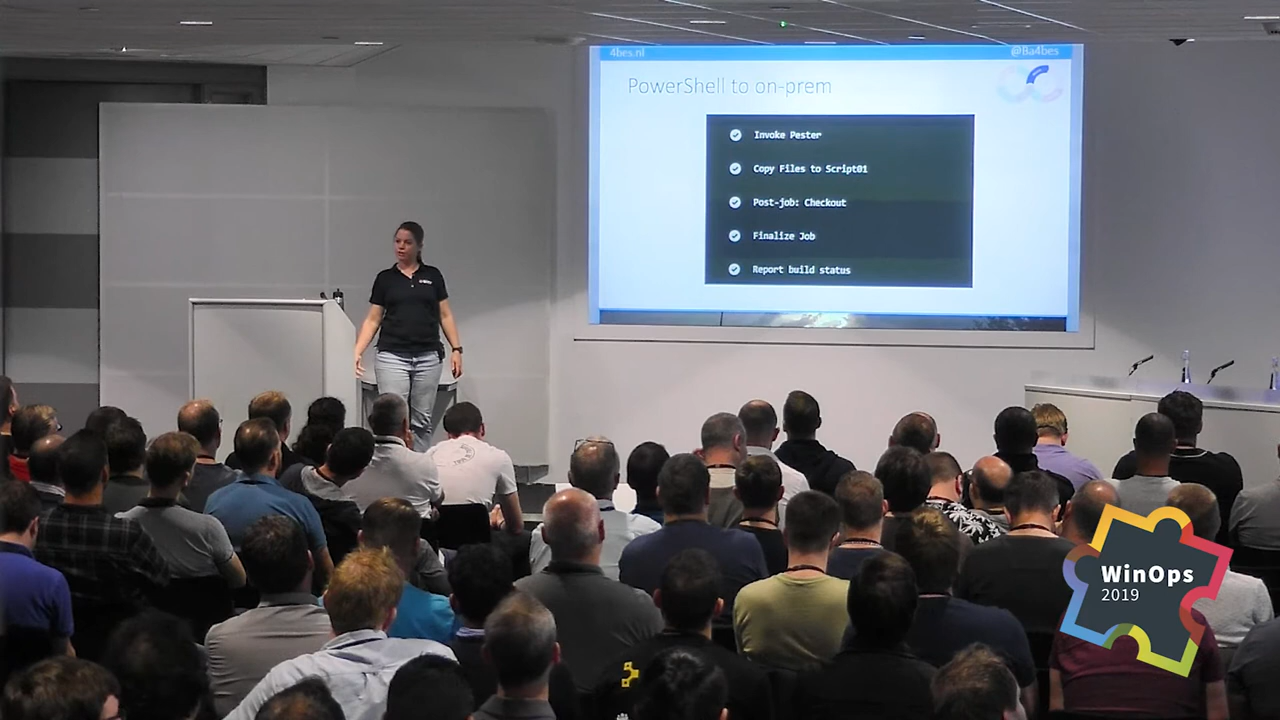 4bes.nl
@Ba4bes
PowerShell to on-prem
Invoke Pester
Copy Files to Script01
Post-job: Checkout
Finalize Job
Report build status
WinOps
2019